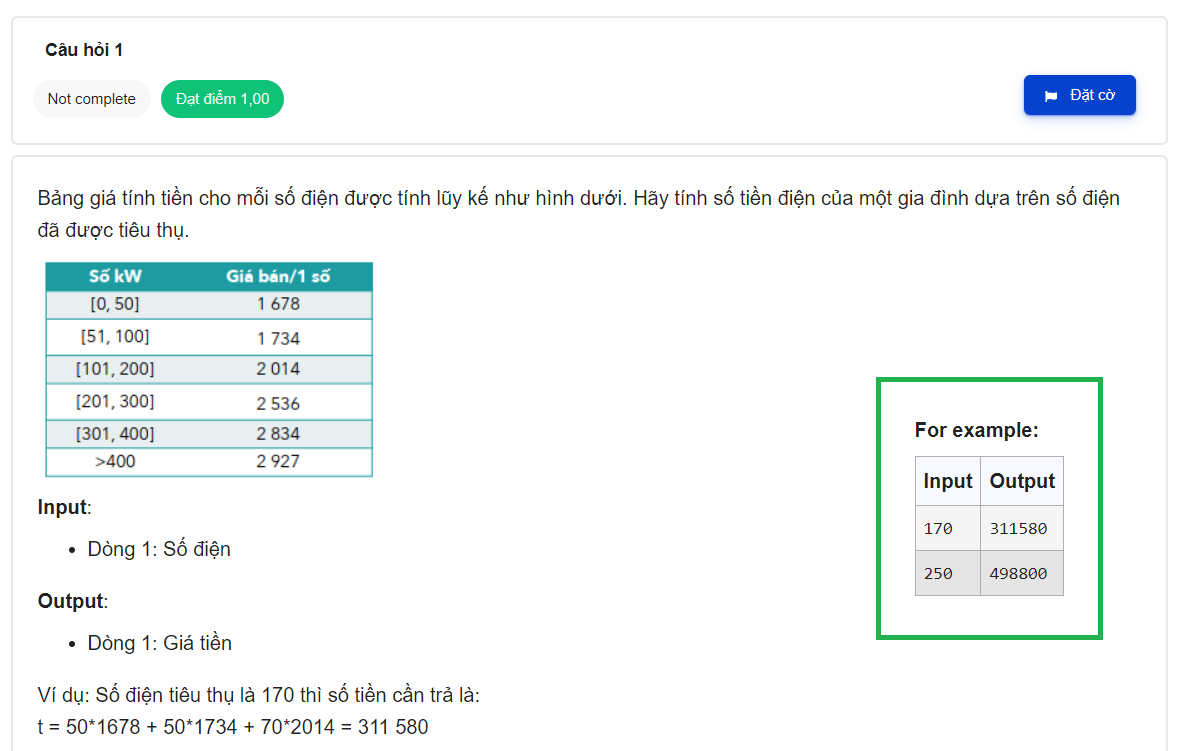 Câu hỏi 1
Not complete
Đạt điểm 1,00
Đặt cờ
Bảng giá tính tiền cho mỗi số điện được tính lũy kế như hình dưới. Hãy tính số tiền điện của một gia đình dựa trên số điện
đã được tiêu thụ.
Số kW Giá bán/1 số
[0, 50] 1 678
[51, 100] 1 734
[101, 200] 2 014
[201, 300] 2 536
[301, 400] 2 834
>400 2 927
For example:
Input Output
170 311580
250 498800
Input:
• Dòng 1: Số điện
Output:
• Dòng 1: Giá tiền
Ví dụ: Số điện tiêu thụ là 170 thì số tiền cần trả là:
t = 50*1678 + 50*1734 + 70*2014 = 311 580